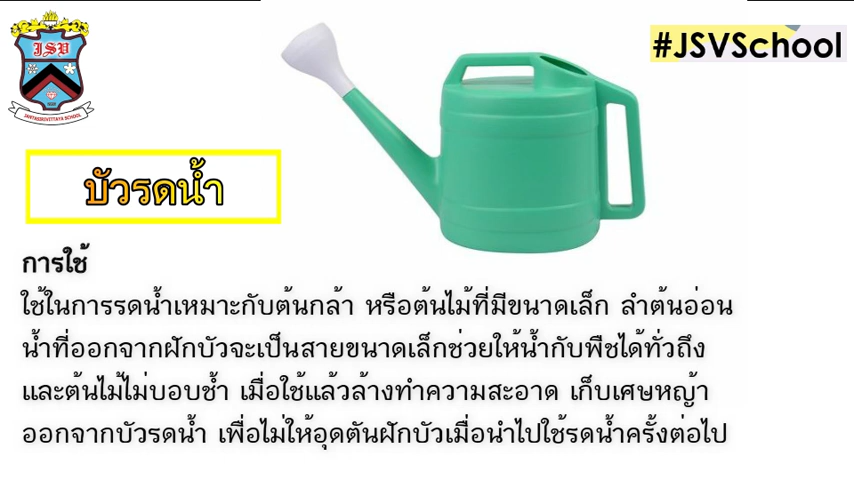 JSV
JARYASRIVITTAYA SCHOOL
#JSVSchool
บัวรดน้ำ
การใช้
ใช้ในการรดน้ำเหมาะกับต้นกล้า หรือต้นไม้ที่มีขนาดเล็ก ลำต้นอ่อน
น้ำที่ออกจากฝักบัวจะเป็นสายขนาดเล็กช่วยให้น้ำกับพืชได้ทั่วถึง
และต้นไม้ไม่บอบช้ำ เมื่อใช้แล้วล้างทำความสะอาด เก็บเศษหญ้า
ออกจากบัวรดน้ำ เพื่อไม่ให้อุดตันฝักบัวเมื่อนำไปใช้รดน้ำครั้งต่อไป